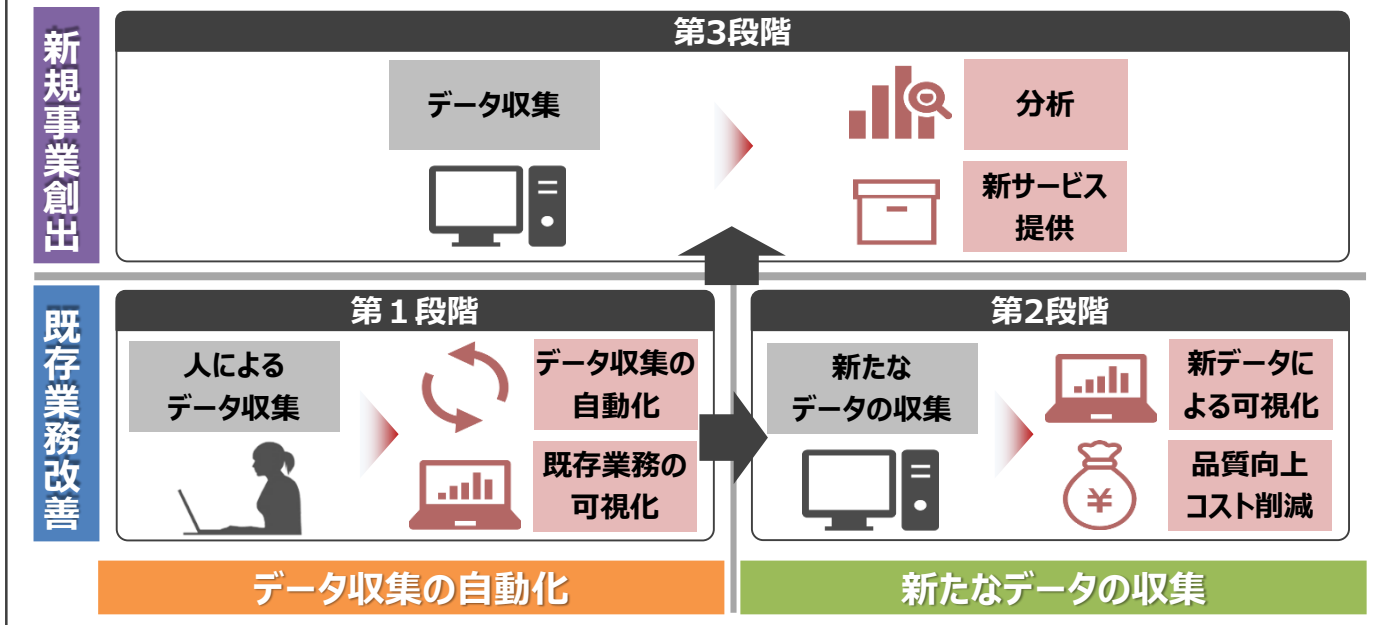 新規事業創出
第3段階
データ収集
分析
新サービス
提供
既存業務改善
第１段階
人による
データ収集
データ収集の
自動化
既存業務の
可視化
第2段階
新たな
データの収集
新データに
よる可視化
¥
品質向上
コスト削減
データ収集の自動化
新たなデータの収集